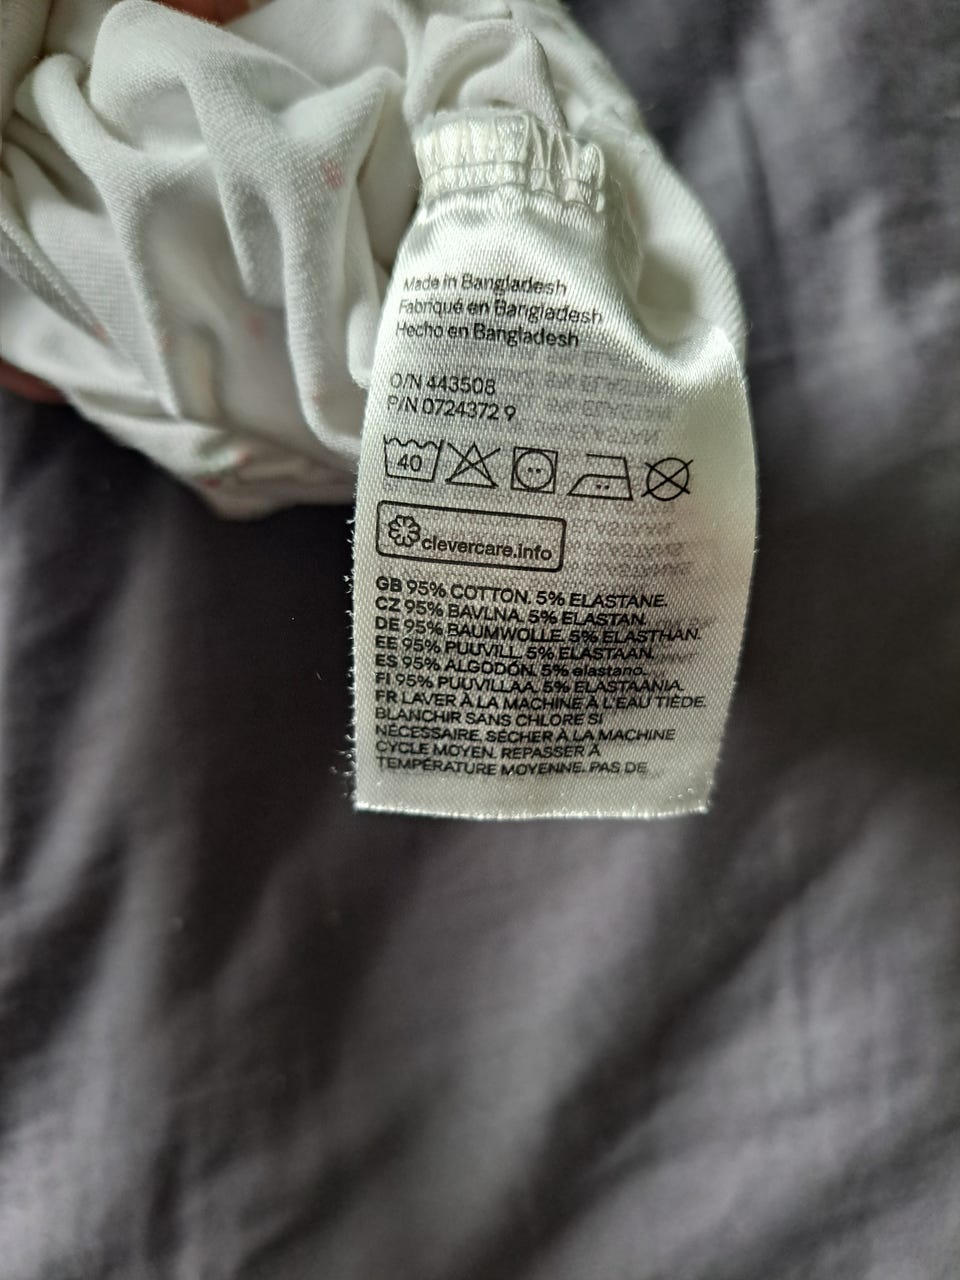 Made in Bangladesh
Fabriqué en Bangladesh
Hecho en Bangladesh
O/N 443508
P/N 0724372 9
40
clevercare.info
GB 95% COTTON. 5% ELASTANE.
CZ 95% BAVLNA. 5% ELASTAN.
DE 95% BAUMWOLLE. 5% ELASTHAN.
EE 95% PUUVILL. 5% ELASTAAN.
ES 95% ALGODÓN. 5% elastano.
FI 95% PUUVILLAA. 5% ELASTAANIA.
FR LAVER À LA MACHINE À L'EAU TIÈDE.
BLANCHIR SANS CHLORE SI
NÉCESSAIRE. SÉCHER À LA MACHINE
CYCLE MOYEN. REPASSER À
TEMPÉRATURE MOYENNE. PAS DE